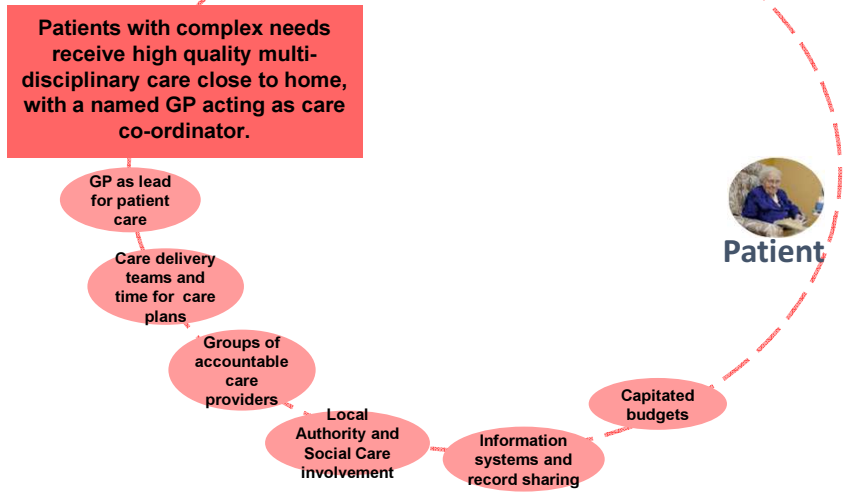 Patients with complex needs
receive high quality multi-
disciplinary care close to home,
with a named GP acting as care
co-ordinator.
GP as lead
for patient
care
Patient
Care delivery
teams and
time for care
plans
Groups of
accountable
care
providers
Local
Authority and
Social Care
involvement
Information
systems and
record sharing
Capitated
budgets